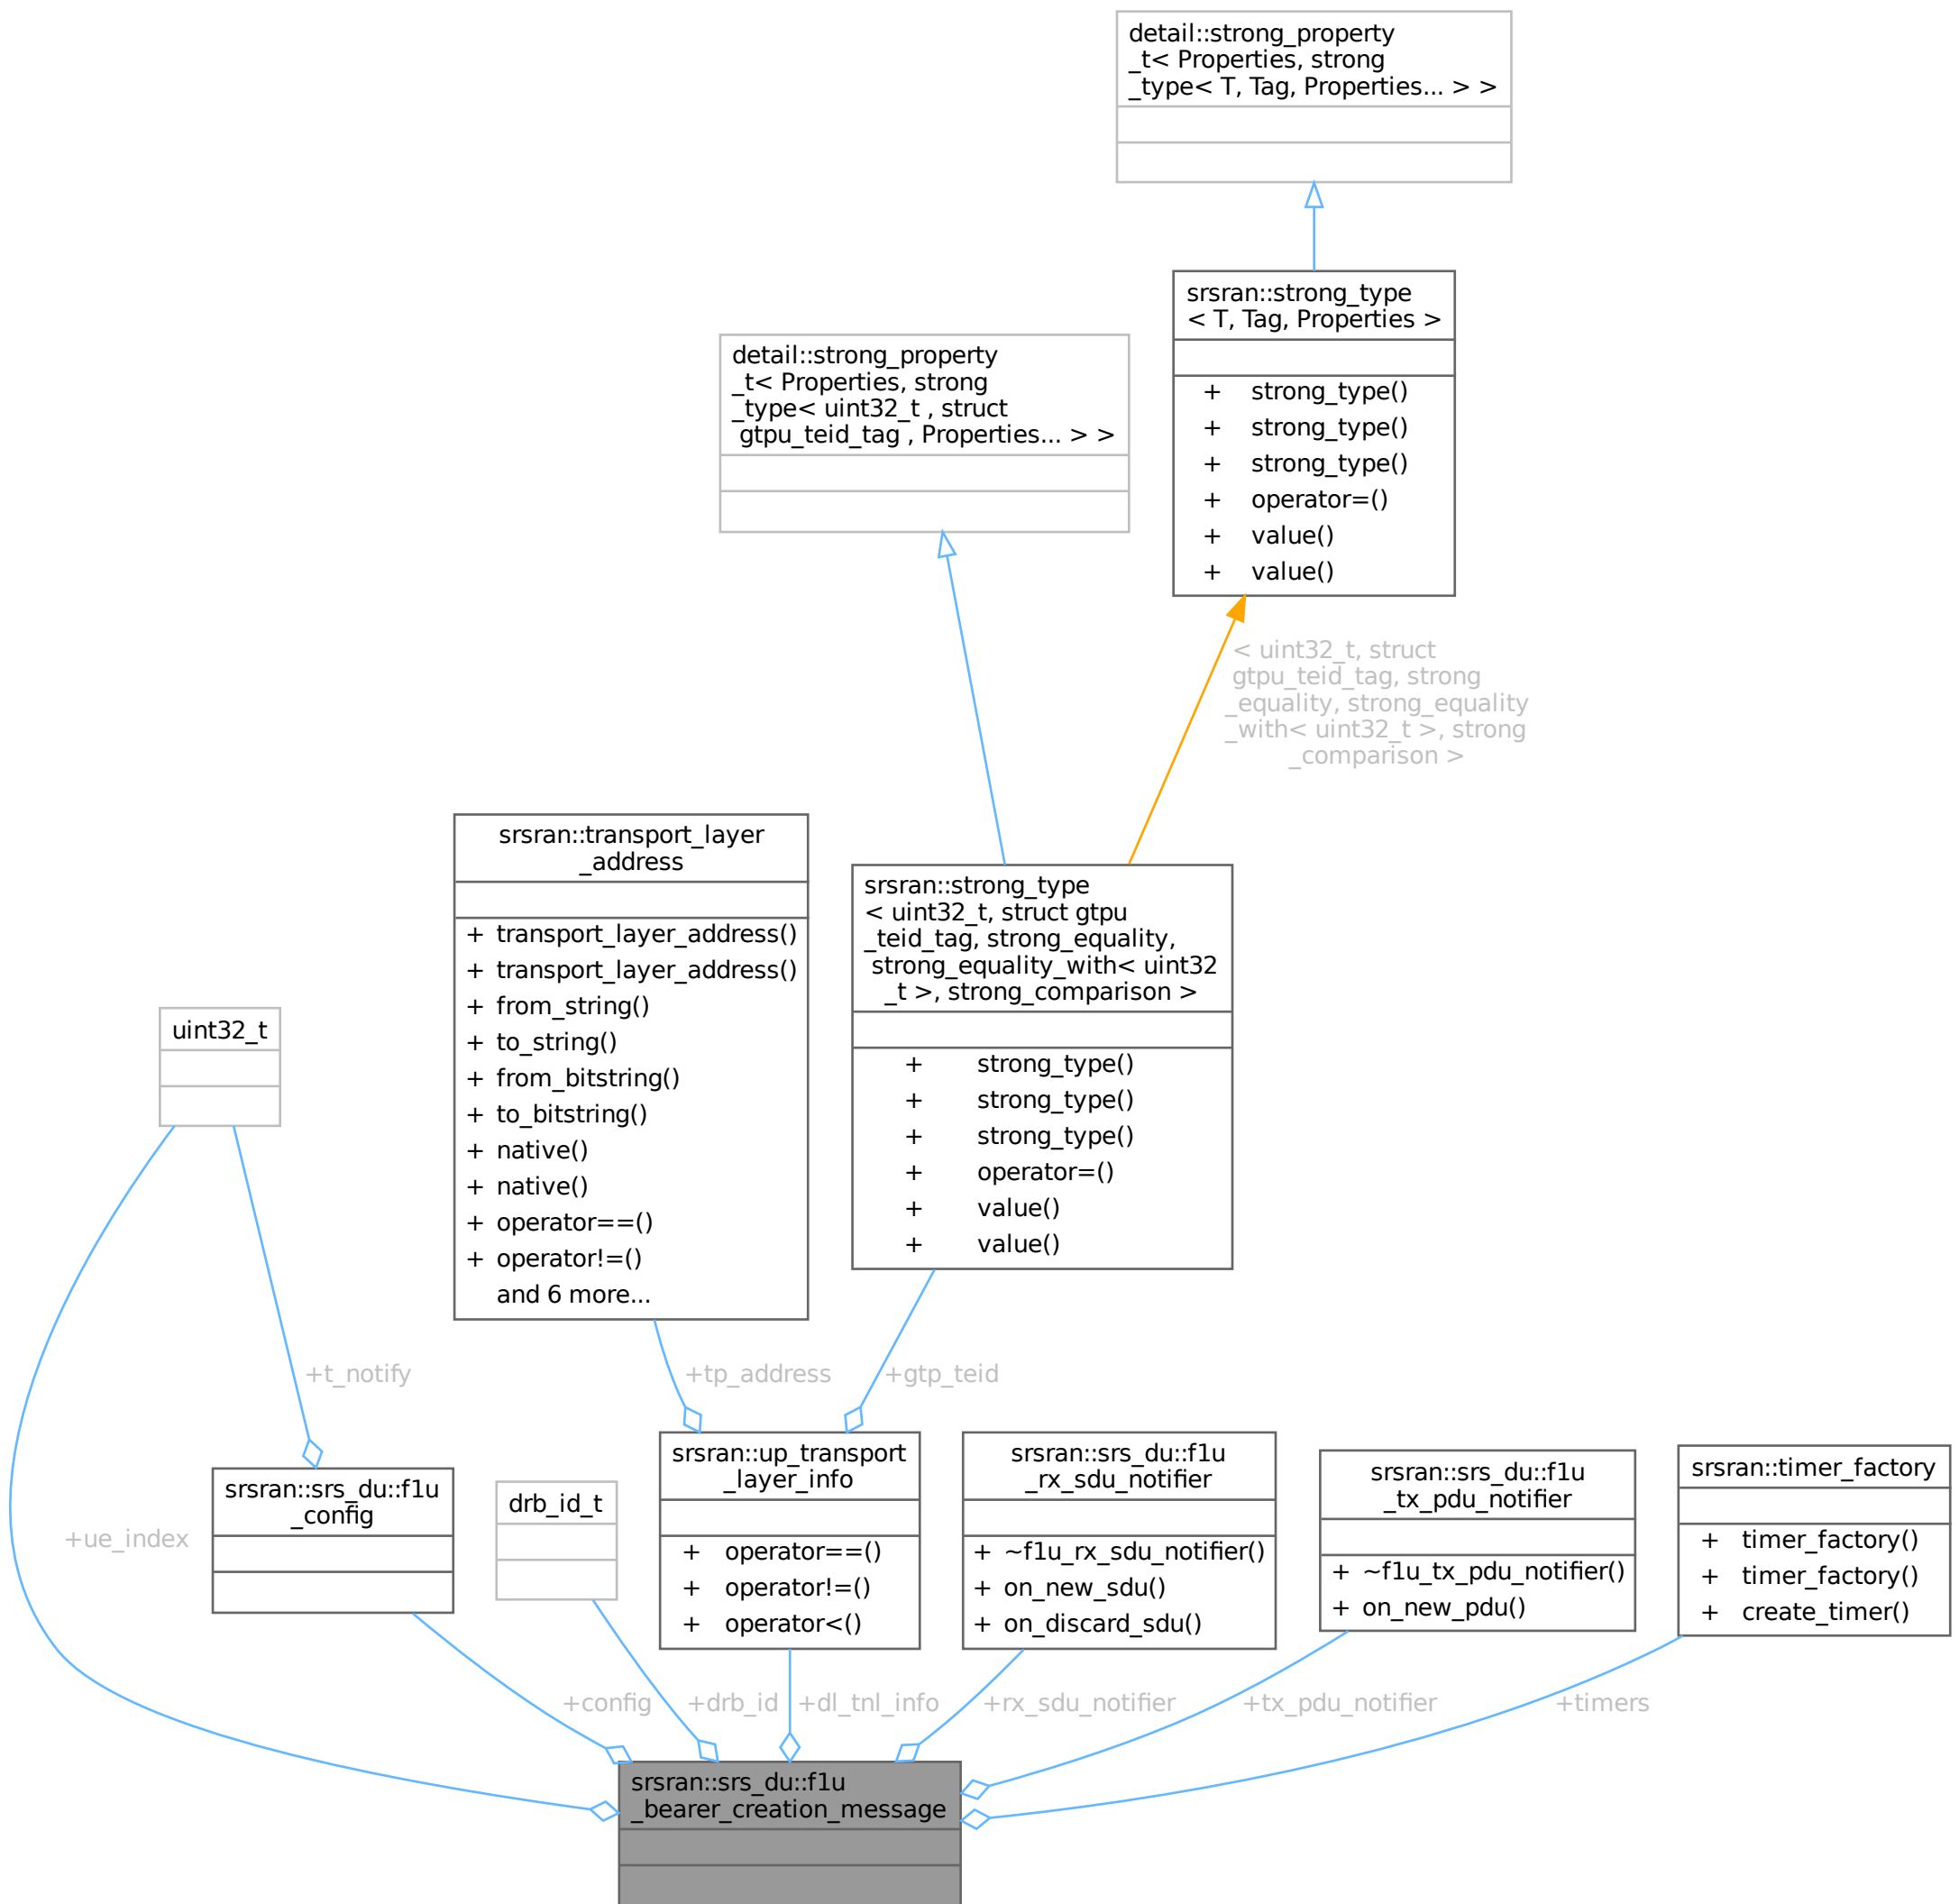 detail::strong_property
_t< Properties, strong
_type< T, Tag, Properties... > >
srsran::strong_type
< T, Tag, Properties >
+ strong_type()
+ strong_type()
+ strong_type()
+ operator=()
+ value()
+ value()
detail::strong_property
_t< Properties, strong
_type< uint32_t , struct
gtpu_teid_tag , Properties... > >
< uint32_t, struct
gtpu_teid_tag, strong
_equality, strong_equality
_with< uint32_t >, strong
_comparison >
srsran::transport_layer
_address
+ transport_layer_address()
+ transport_layer_address()
+ from_string()
+ to_string()
+ from_bitstring()
+ to_bitstring()
+ native()
+ native()
+ operator==()
+ operator!=()
and 6 more...
srsran::strong_type
< uint32_t, struct gtpu
_teid_tag, strong_equality,
strong_equality_with< uint32
_t >, strong_comparison >
+ strong_type()
+ strong_type()
+ strong_type()
+ operator=()
+ value()
+ value()
uint32_t
+t_notify
+tp_address
+gtp_teid
+ue_index
srsran::srs_du::f1u
_config
drb_id_t
srsran::up_transport
_layer_info
+ operator==()
+ operator!=()
+ operator<()
srsran::srs_du::f1u
_rx_sdu_notifier
+ ~f1u_rx_sdu_notifier()
+ on_new_sdu()
+ on_discard_sdu()
srsran::srs_du::f1u
_tx_pdu_notifier
+ ~f1u_tx_pdu_notifier()
+ on_new_pdu()
srsran::timer_factory
+ timer_factory()
+ timer_factory()
+ create_timer()
+config
+drb_id
+dl_tnl_info
+rx_sdu_notifier
+tx_pdu_notifier
+timers
srsran::srs_du::f1u
_bearer_creation_message